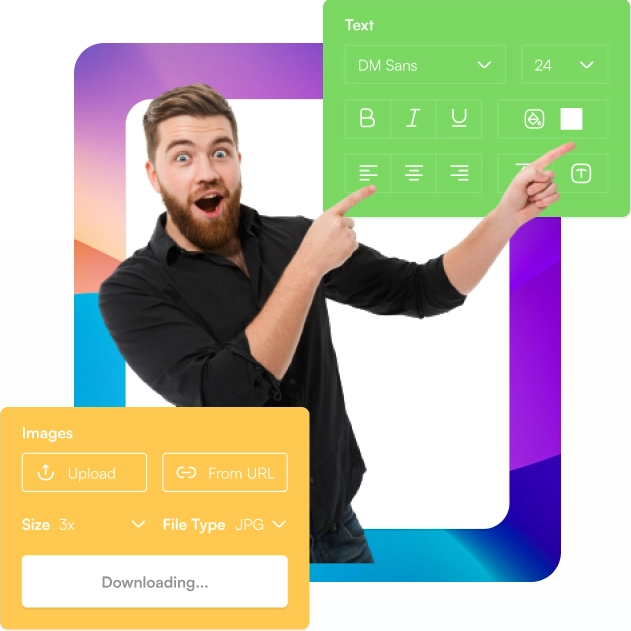 Text
DM Sans 24
B I U
T
Images
Upload From URL
Size 3x File Type JPG
Downloading...